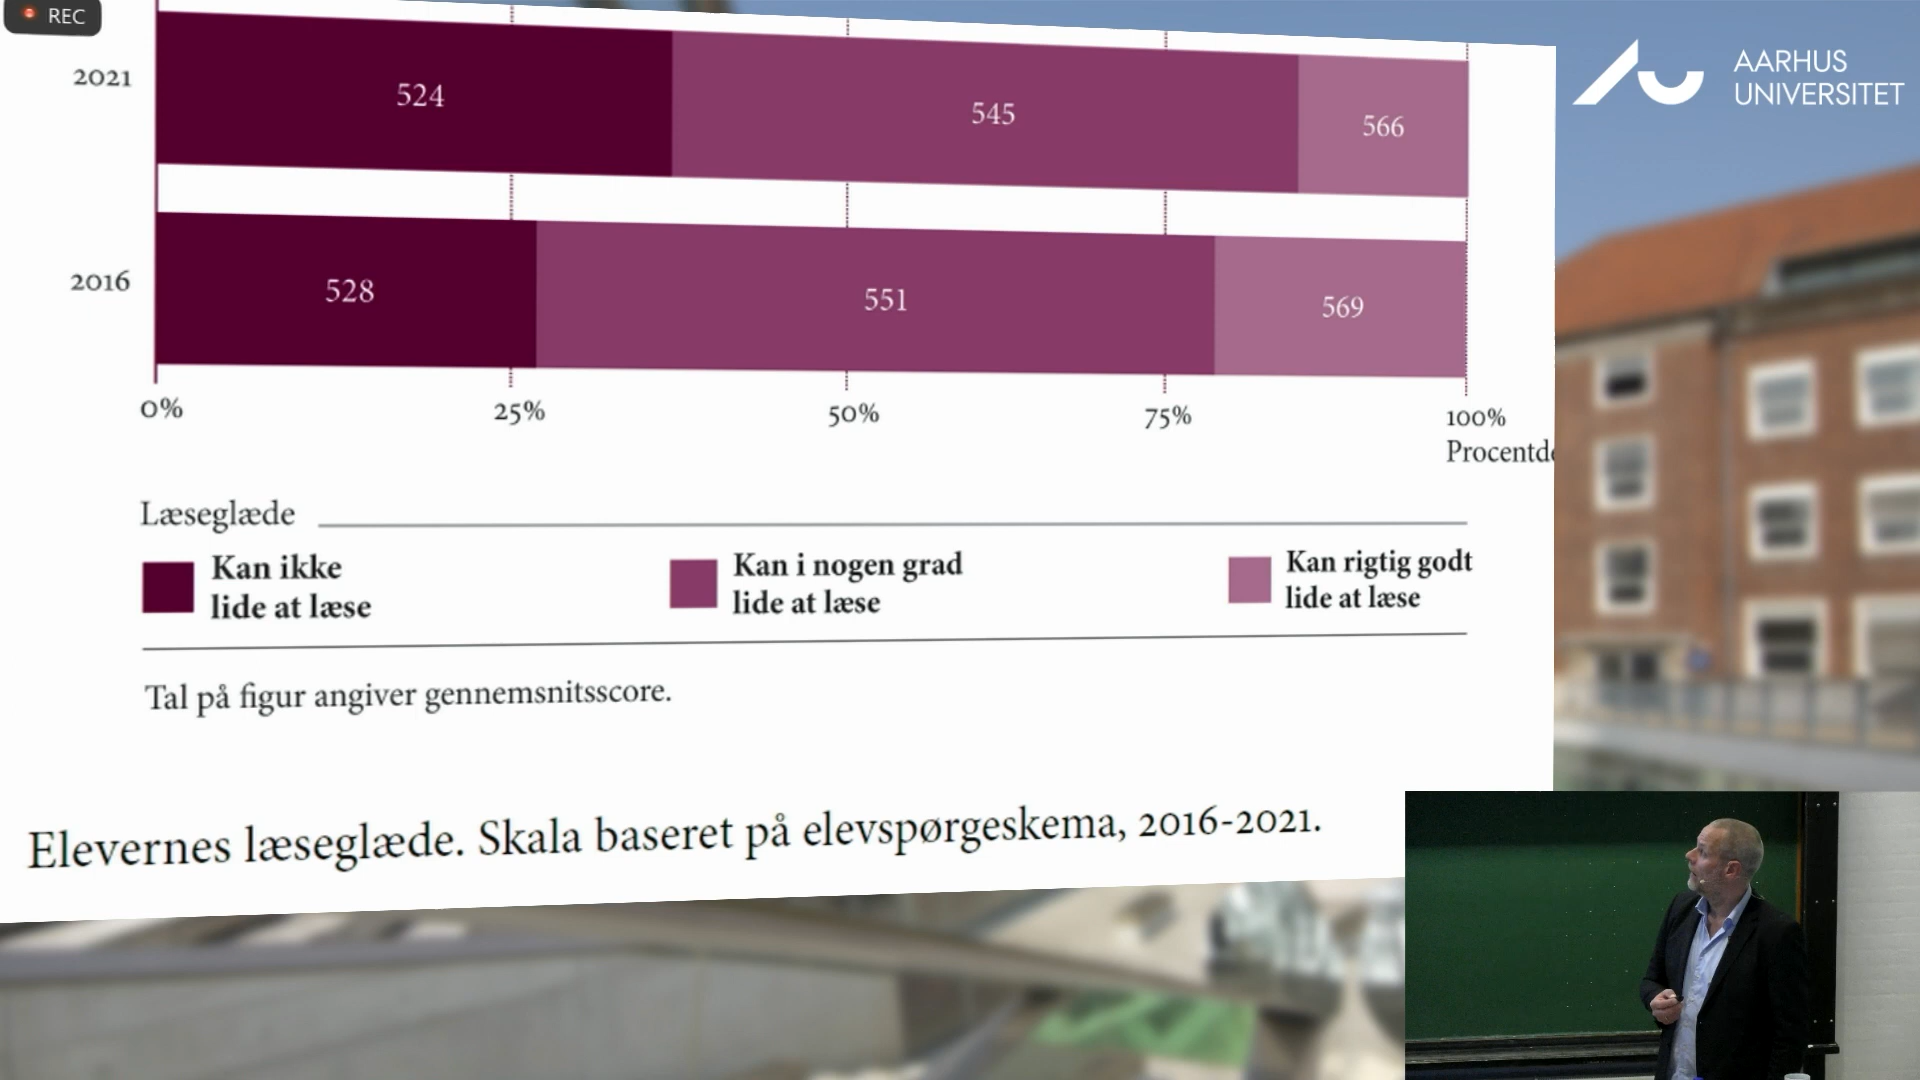 REC
AARHUS
UNIVERSITET
2021
524
545
566
2016
528
551
569
0%
25%
50%
75%
100%
Læseglæde
Kan ikke
lide at læse
Kan i nogen grad
lide at læse
Kan rigtig godt
lide at læse
Tal på figur angiver gennemsnitsscore.
Elevernes læseglæde. Skala baseret på elevspørgeskema, 2016-2021.